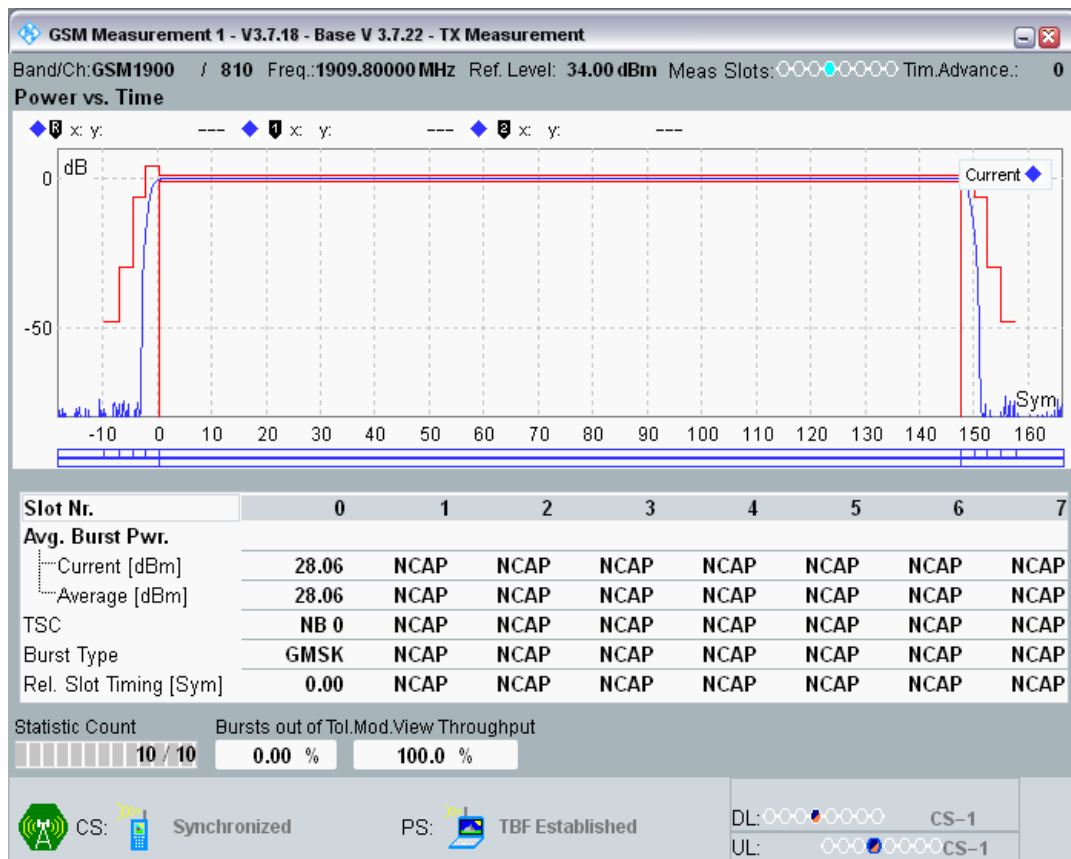 GSM Measurement 1 - V3.7.18 - Base V 3.7.22 - TX Measurement
Band/Ch:GSM1900 / 810 Freq.:1909.80000 MHz Ref. Level: 34.00 dBm Meas Slots: Tim.Advance.: 0
Power vs. Time
R x: y: --- 1 x: y: --- 2 x: y: ---
dB
Current
0
-50
Sym
-10 0 10 20 30 40 50 60 70 80 90 100 110 120 130 140 150 160
Slot Nr. 0 1 2 3 4 5 6 7
Avg. Burst Pwr.
Current [dBm] 28.06 NCAP NCAP NCAP NCAP NCAP NCAP NCAP
Average [dBm] 28.06 NCAP NCAP NCAP NCAP NCAP NCAP NCAP
TSC NB 0 NCAP NCAP NCAP NCAP NCAP NCAP NCAP
Burst Type GMSK NCAP NCAP NCAP NCAP NCAP NCAP NCAP
Rel. Slot Timing [Sym] 0.00 NCAP NCAP NCAP NCAP NCAP NCAP NCAP
Statistic Count Bursts out of Tol.Mod.View Throughput
10 / 10 0.00 % 100.0 %
CS: Synchronized PS: TBF Established
DL: CS-1
UL: CS-1